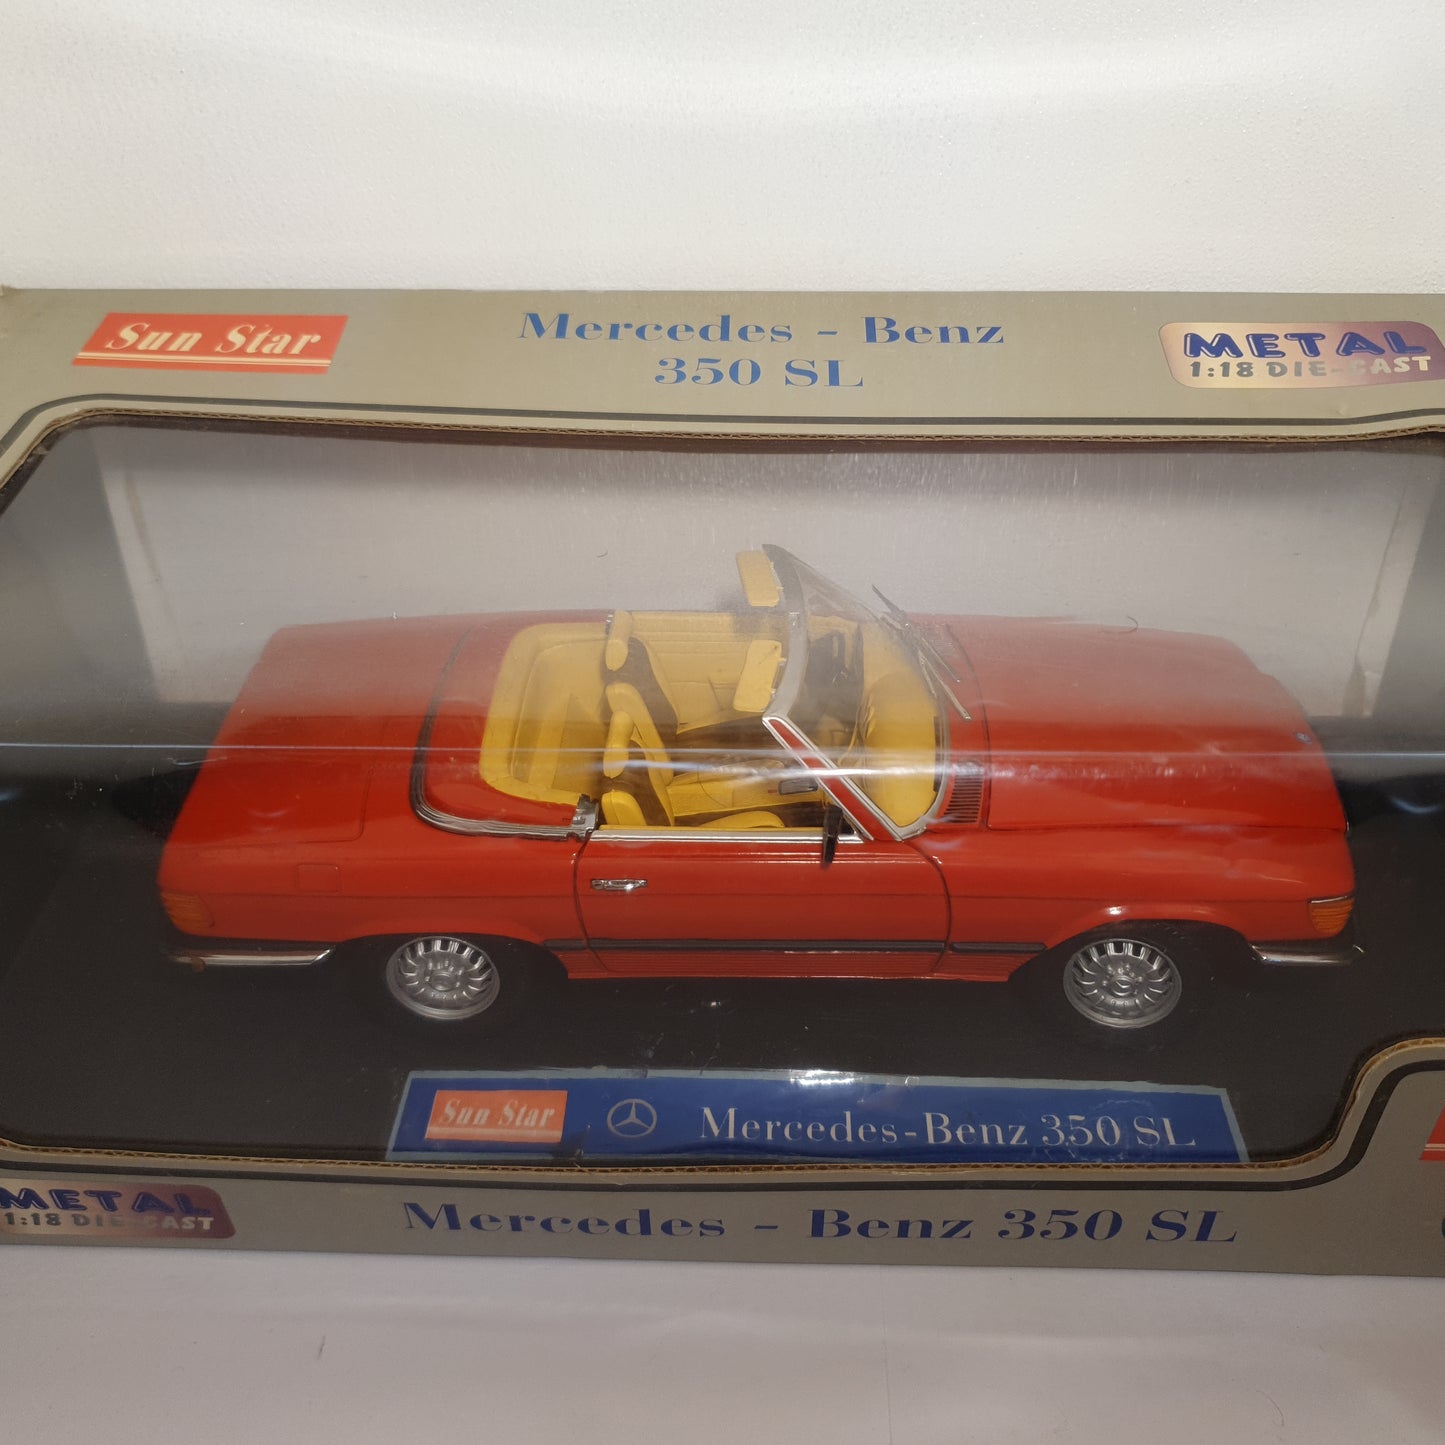 Sun Star
Mercedes - Benz
350 SL
METAL
1:18 DIE-CAST
Sun Star
Mercedes-Benz 350 SL
METAL
1:18 DIE-CAST
Mercedes - Benz 350 SL